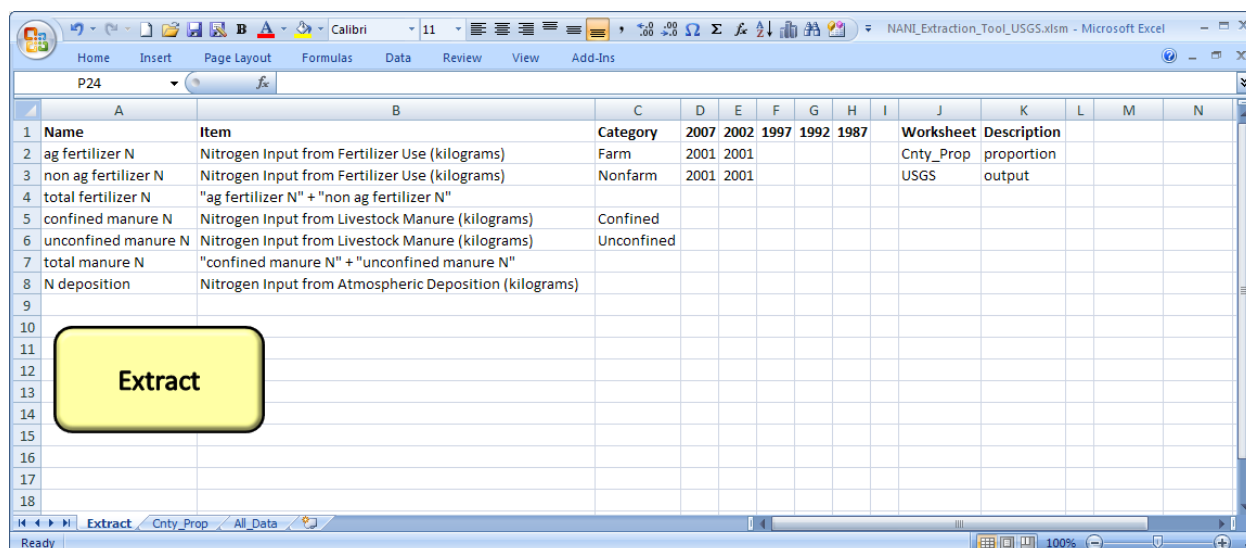 Calibri 11 NANI_Extraction_Tool_USGS.xlsm - Microsoft Excel
Home Insert Page Layout Formulas Data Review View Add-Ins
P24 fx
A B C D E F G H I J K L M N
1 Name Item Category 2007 2002 1997 1992 1987 Worksheet Description
2 ag fertilizer N Nitrogen Input from Fertilizer Use (kilograms) Farm 2001 2001 Cnty_Prop proportion
3 non ag fertilizer N Nitrogen Input from Fertilizer Use (kilograms) Nonfarm 2001 2001 USGS output
4 total fertilizer N "ag fertilizer N" + "non ag fertilizer N"
5 confined manure N Nitrogen Input from Livestock Manure (kilograms) Confined
6 unconfined manure N Nitrogen Input from Livestock Manure (kilograms) Unconfined
7 total manure N "confined manure N" + "unconfined manure N"
8 N deposition Nitrogen Input from Atmospheric Deposition (kilograms)
9
10
11
12
Extract
13
14
15
16
17
18
Extract Cnty_Prop All_Data
Ready 100%